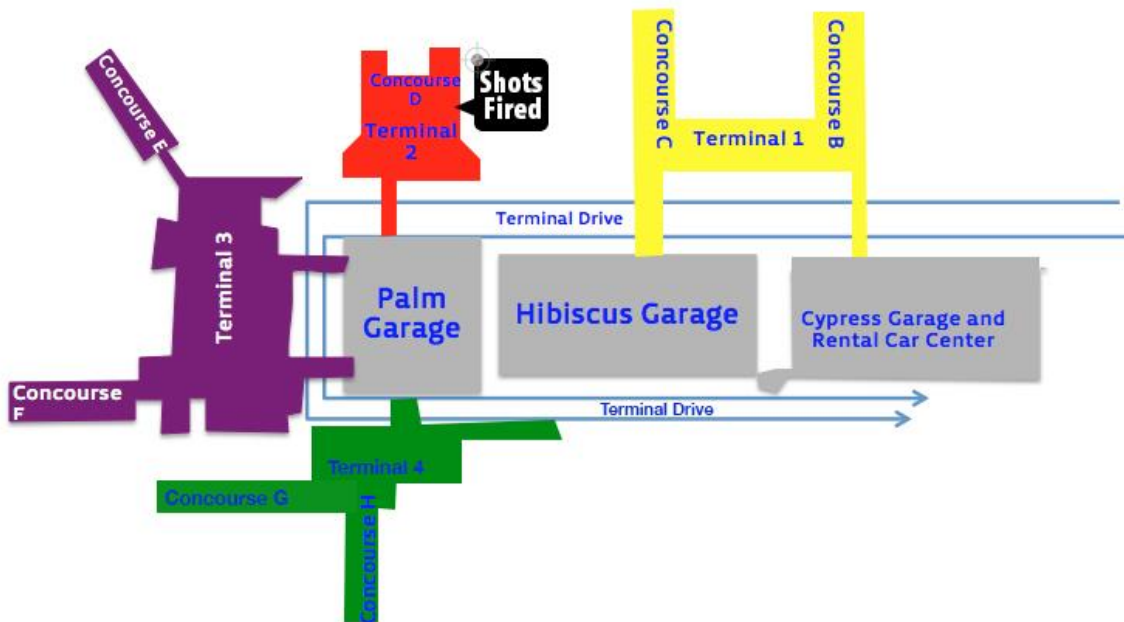 Concourse E
Concourse
D
Terminal
2
Shots
Fired
Concourse C
Terminal 1
Concourse B
Terminal Drive
Terminal 3
Palm
Garage
Hibiscus Garage
Cypress Garage and
Rental Car Center
Concourse
F
Terminal Drive
Terminal 4
Concourse G
Concourse H